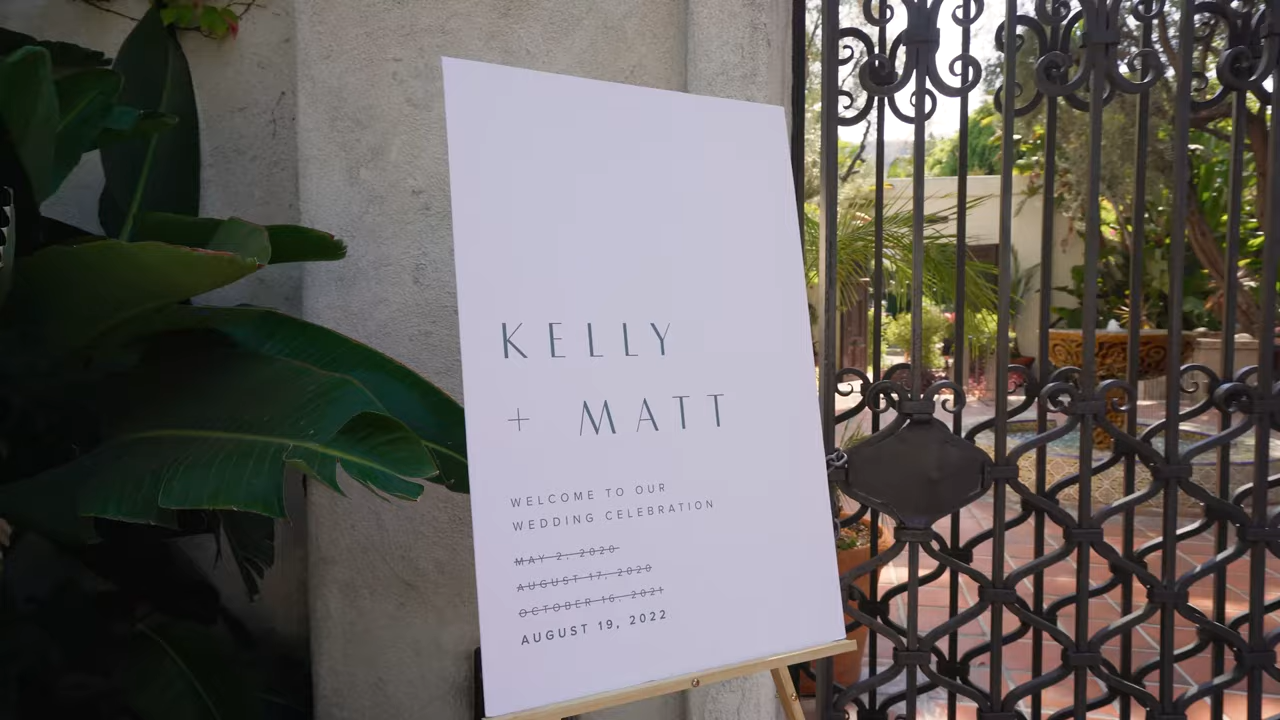 KELLY
+ MATT
WELCOME TO OUR
WEDDING CELEBRATION
MAY 2, 2020
AUGUST 17, 2020
OCTOBER 16, 2021
AUGUST 19, 2022